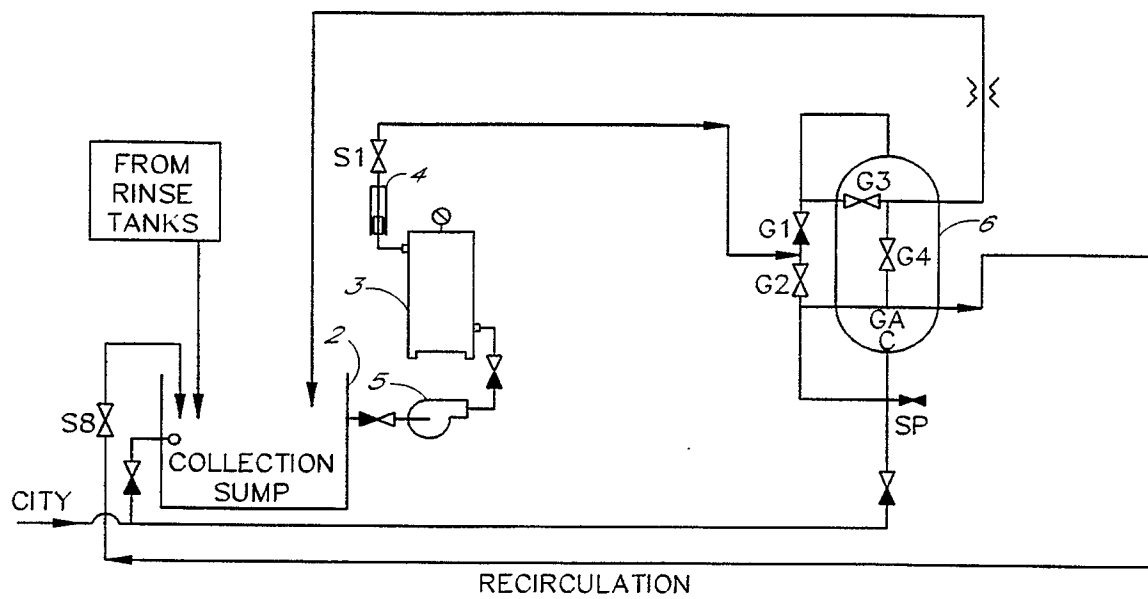 FROM
RINSE
TANKS
S1
4
G3
G1
6
G4
G2
3
GA
C
2
5
S8
SP
COLLECTION
SUMP
CITY
RECIRCULATION